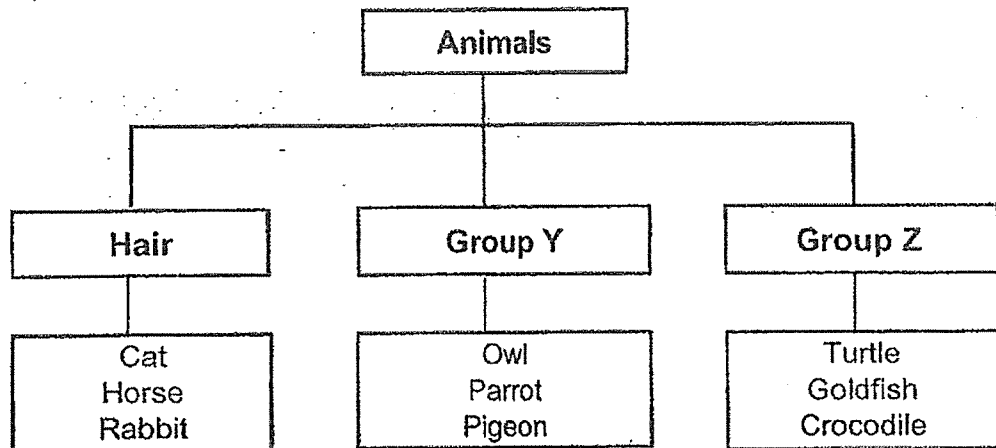 Animals
Hair
Group Y
Group Z
Cat
Horse
Rabbit
Owl
Parrot
Pigeon
Turtle
Goldfish
Crocodile